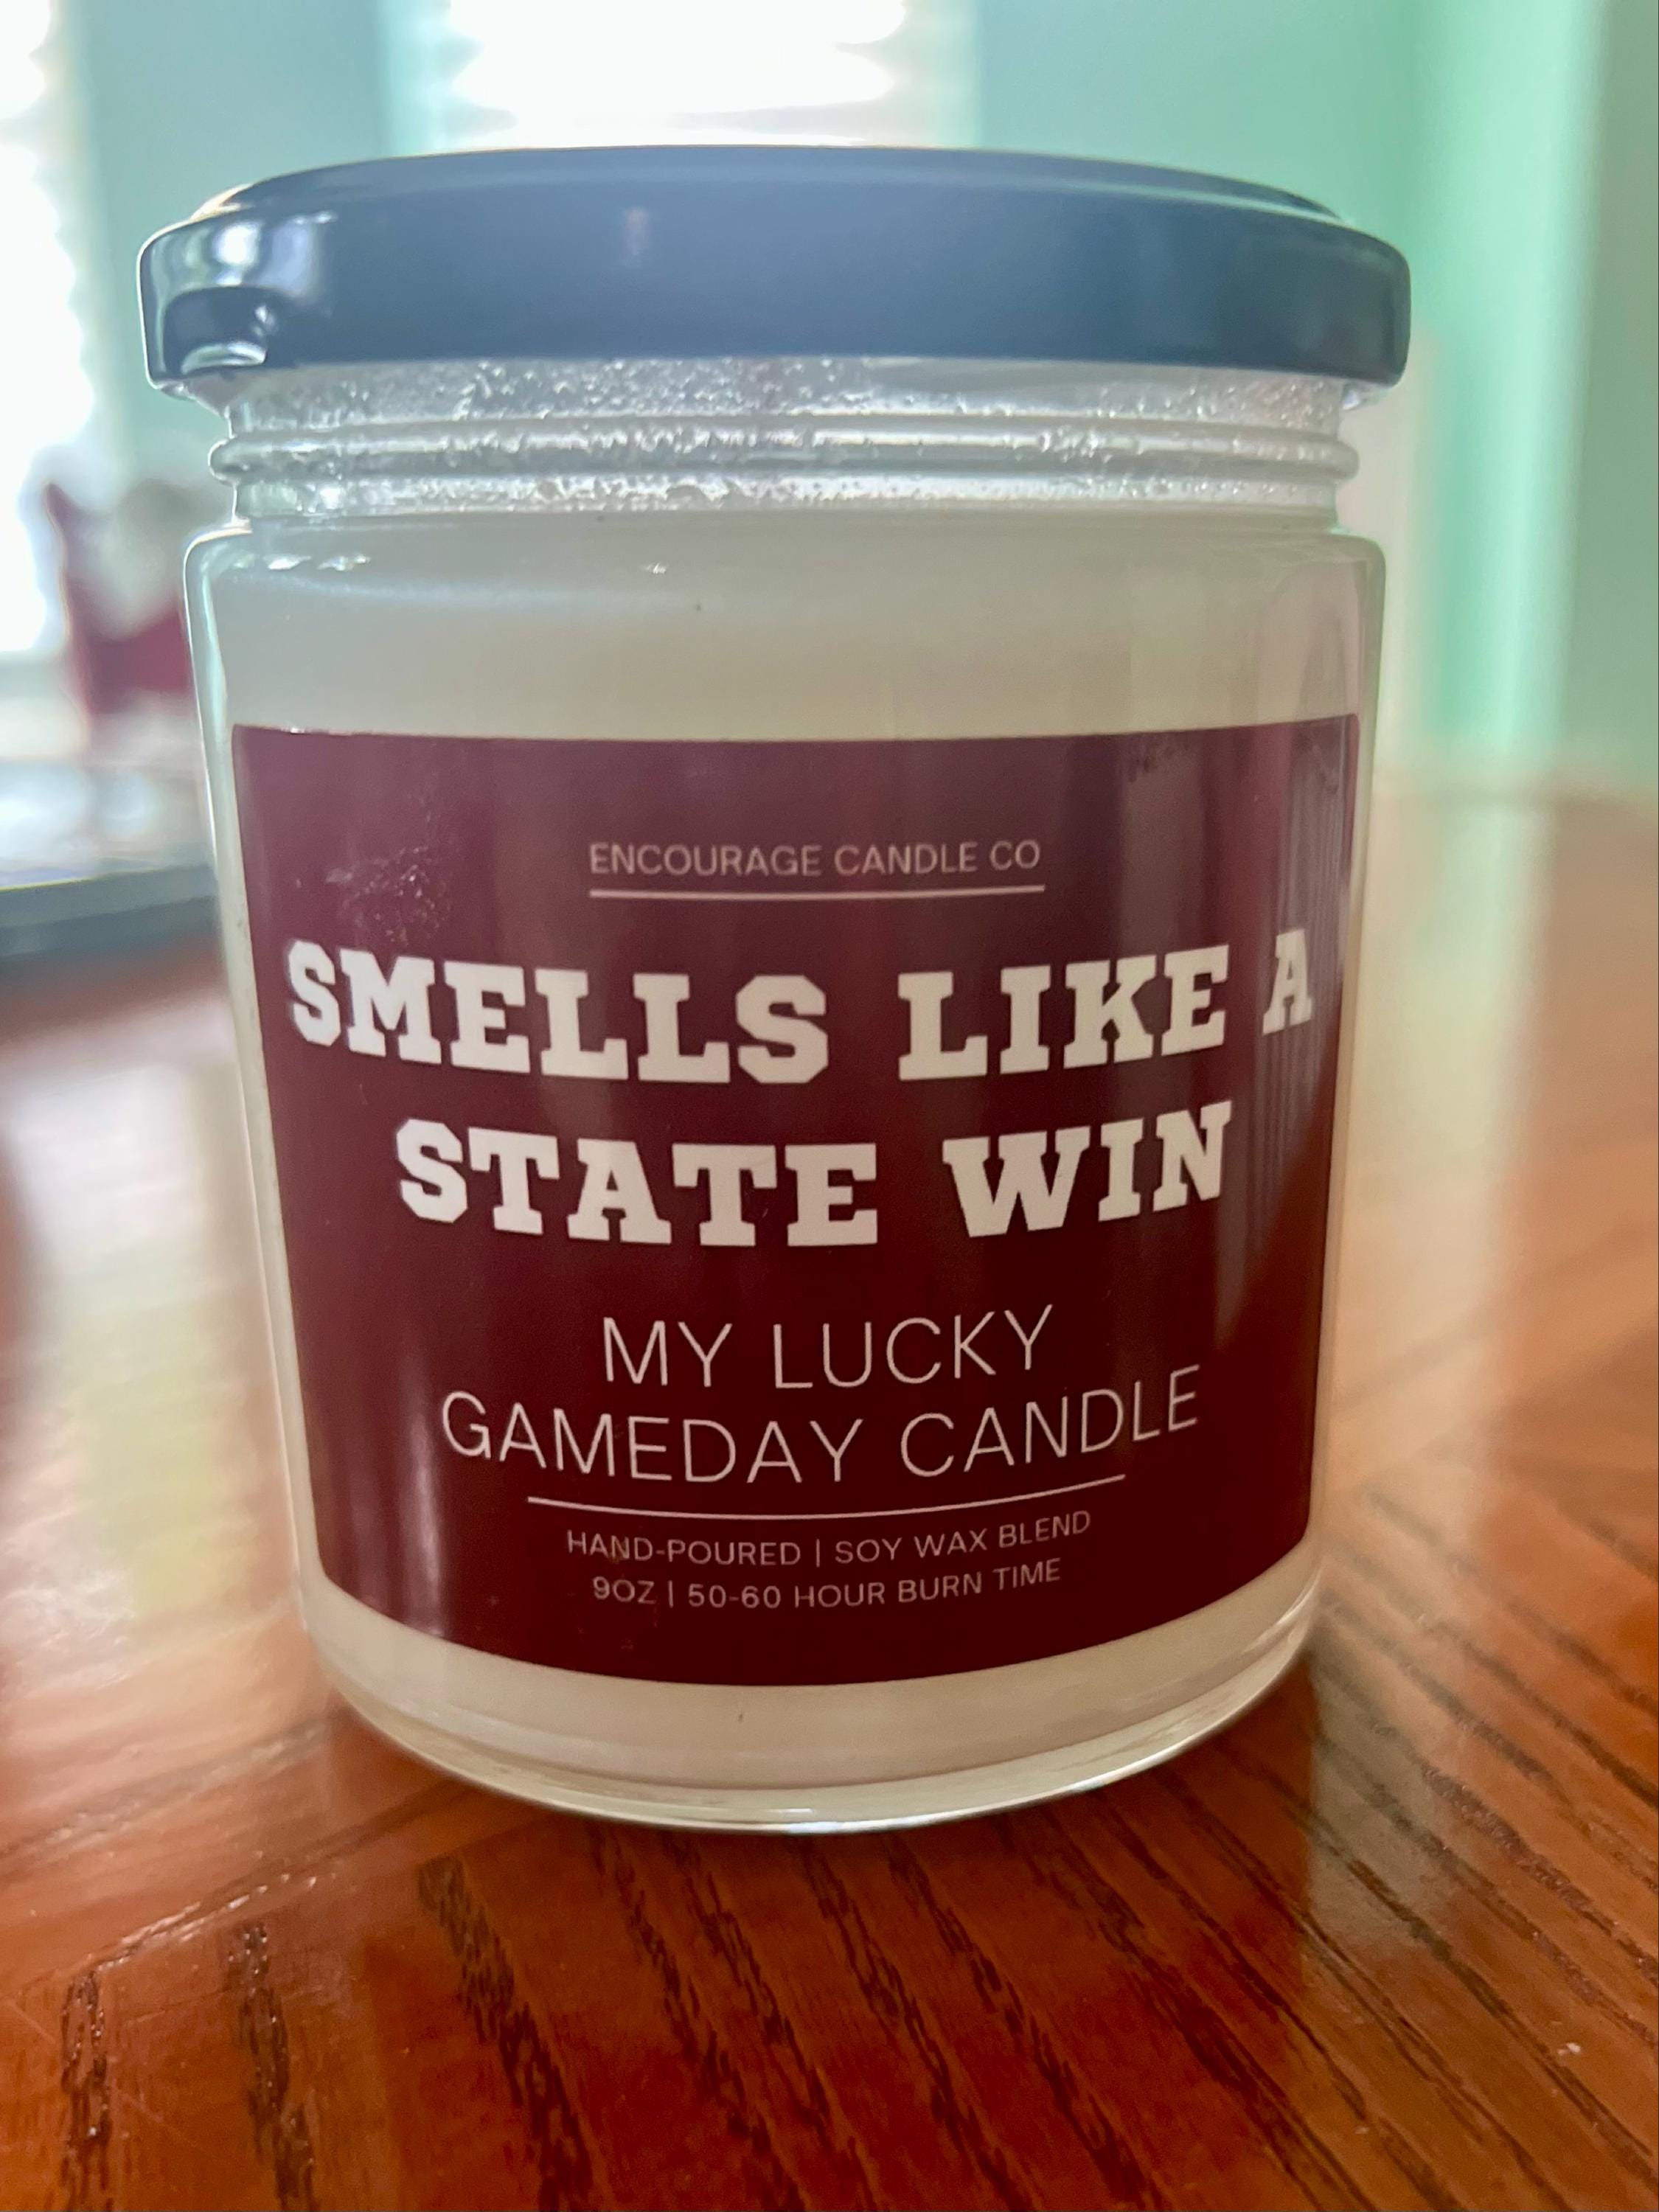 ENCOURAGE CANDLE CO
SMELLS LIKE A
STATE WIN
MY LUCKY
GAMEDAY CANDLE
HAND-POURED | SOY WAX BLEND
9OZ | 50-60 HOUR BURN TIME